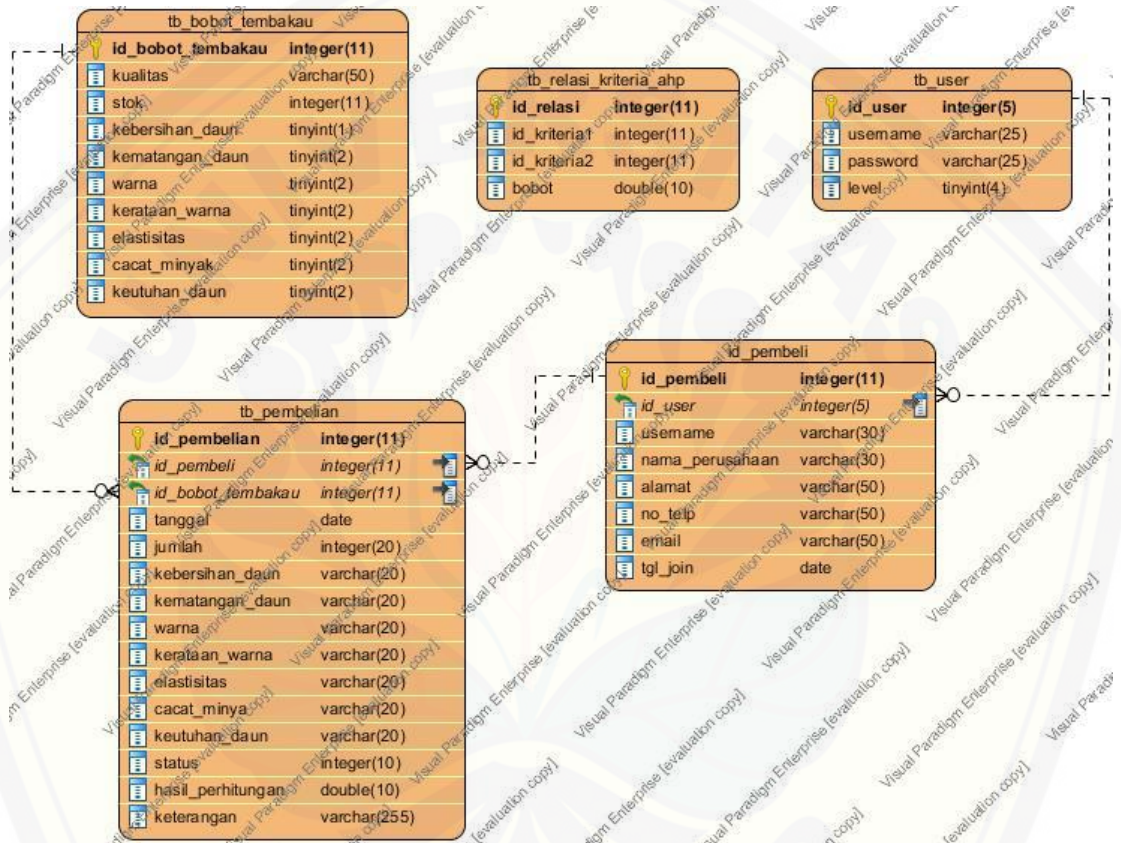 tb_bobot_tembakau
id_bobot_tembakau integer(11)
kualitas varchar(50)
stok integer(11)
kebersihan_daun tinyint(1)
kematangan_daun tinyint(2)
warna tinyint(2)
kerataan_warna tinyint(2)
elastisitas tinyint(2)
cacat_minyak tinyint(2)
keutuhan_daun tinyint(2)
tb_relasi_kriteria_ahp
id_relasi integer(11)
id_kriteria1 integer(11)
id_kriteria2 integer(11)
bobot double(10)
tb_user
id_user integer(5)
username varchar(25)
password varchar(25)
level tinyint(4)
id_pembeli
id_pembeli integer(11)
id_user integer(5)
username varchar(30)
nama_perusahaan varchar(30)
alamat varchar(50)
no_telp varchar(50)
email varchar(50)
tgl_join date
tb_pembelian
id_pembelian integer(11)
id_pembeli integer(11)
id_bobot_tembakau integer(11)
tanggal date
jumlah integer(20)
kebersihan_daun varchar(20)
kematangan_daun varchar(20)
warna varchar(20)
kerataan_warna varchar(20)
elastisitas varchar(20)
cacat_minya varchar(20)
keutuhan_daun varchar(20)
status integer(10)
hasil_perhitungan double(10)
keterangan varchar(255)
Visual Paradigm Enterprise [evaluation copy]